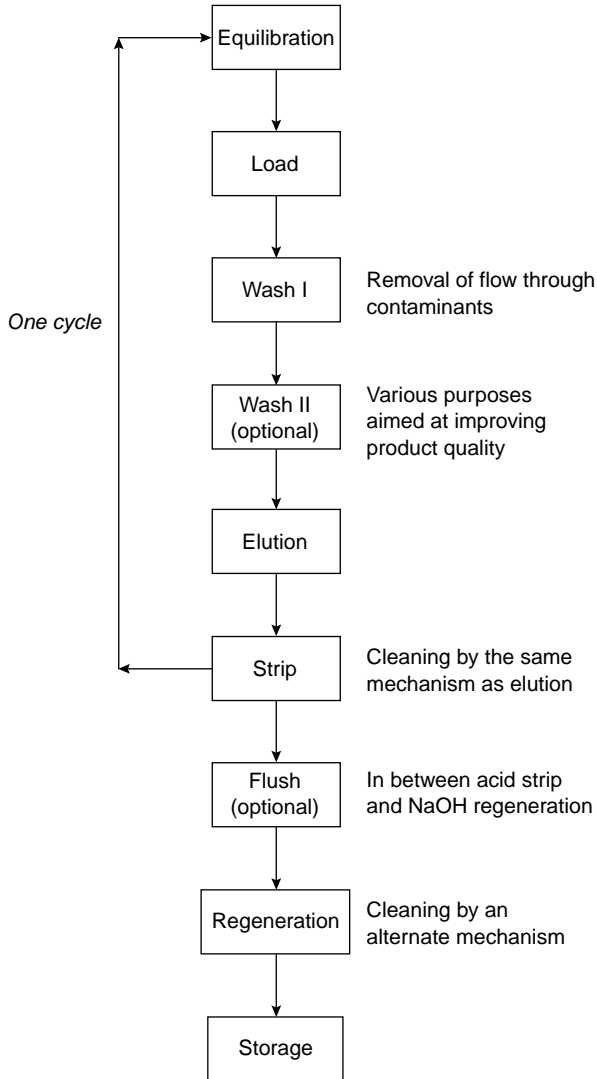 Equilibration
Load
Wash I
Removal of flow through
contaminants
One cycle
Wash II
(optional)
Various purposes
aimed at improving
product quality
Elution
Strip
Cleaning by the same
mechanism as elution
Flush
(optional)
In between acid strip
and NaOH regeneration
Regeneration
Cleaning by an
alternate mechanism
Storage